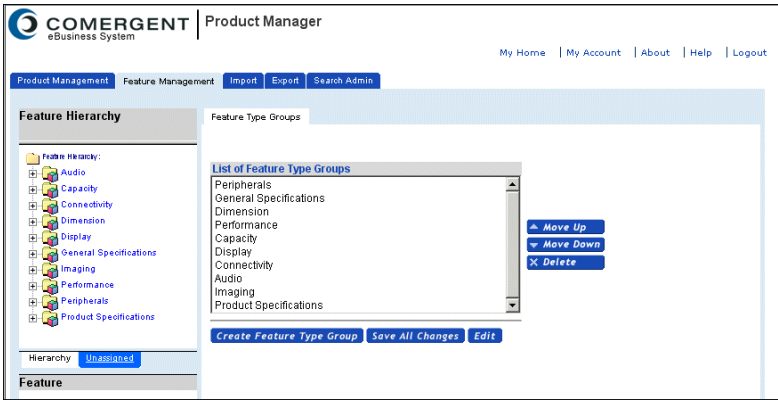 COMERGENT
eBusiness System
Product Manager
My Home | My Account | About | Help | Logout
Product Management Feature Management Import Export Search Admin
Feature Hierarchy
Feature Type Groups
Feature Hierarchy:
Audio
Capacity
Connectivity
Dimension
Display
General Specifications
Imaging
Performance
Peripherals
Product Specifications
List of Feature Type Groups
Peripherals
General Specifications
Dimension
Performance
Capacity
Display
Connectivity
Audio
Imaging
Product Specifications
Move Up
Move Down
Delete
Create Feature Type Group Save All Changes Edit
Hierarchy Unassigned
Feature